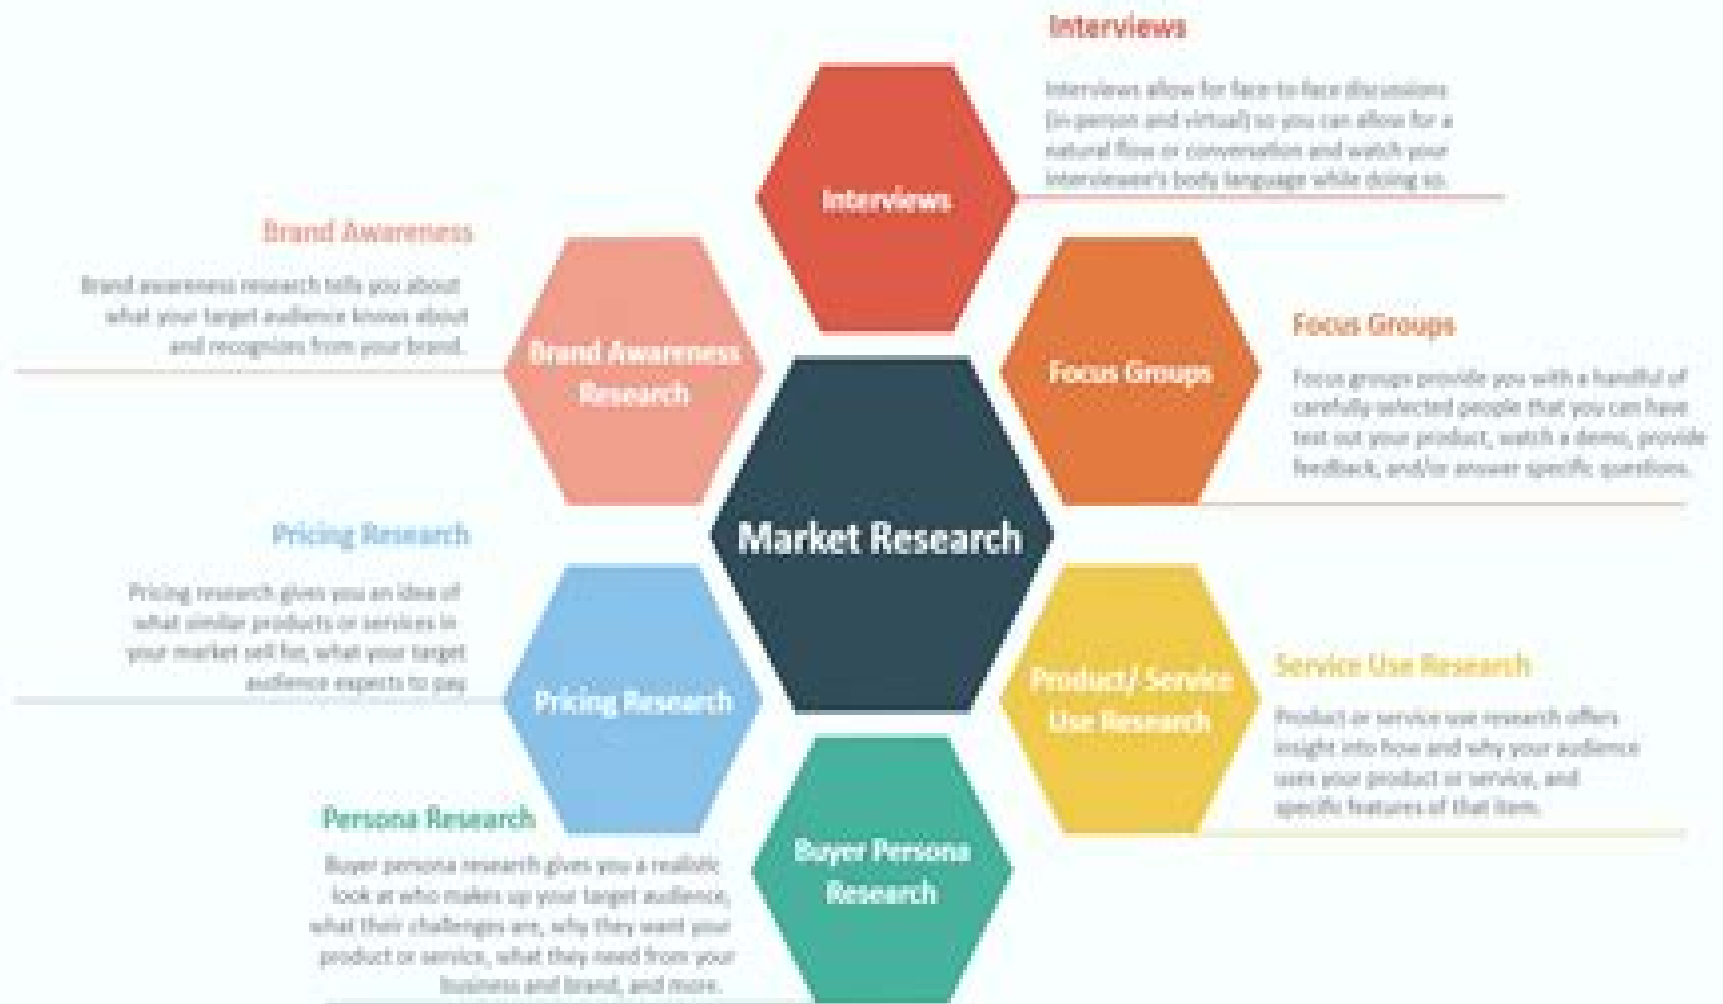 Interviews
Interviews allow for face-to-face discussions
(in person and virtual) so you can allow for a
natural flow or conversation and watch your
interviewee's body language while doing so.
Interviews
Brand Awareness
Brand awareness research tells you about
what your target audience knows about
and recognizes from your brand.
Brand Awareness
Research
Focus Groups
Focus Groups
Focus groups provide you with a handful of
carefully selected people that you can have
test out your product, watch a demo, provide
feedback, and/or answer specific questions.
Market Research
Pricing Research
Pricing research gives you an idea of
what similar products or services in
your market sell for, what your target
audience expects to pay
Pricing Research
Product/ Service
Use Research
Service Use Research
Product or service use research offers
insight into how and why your audience
uses your product or service, and
specific features of that item.
Persona Research
Buyer persona research gives you a realistic
look at who makes up your target audience,
what their challenges are, why they want your
product or service, what they need from your
business and brand, and more.
Buyer Persona
Research